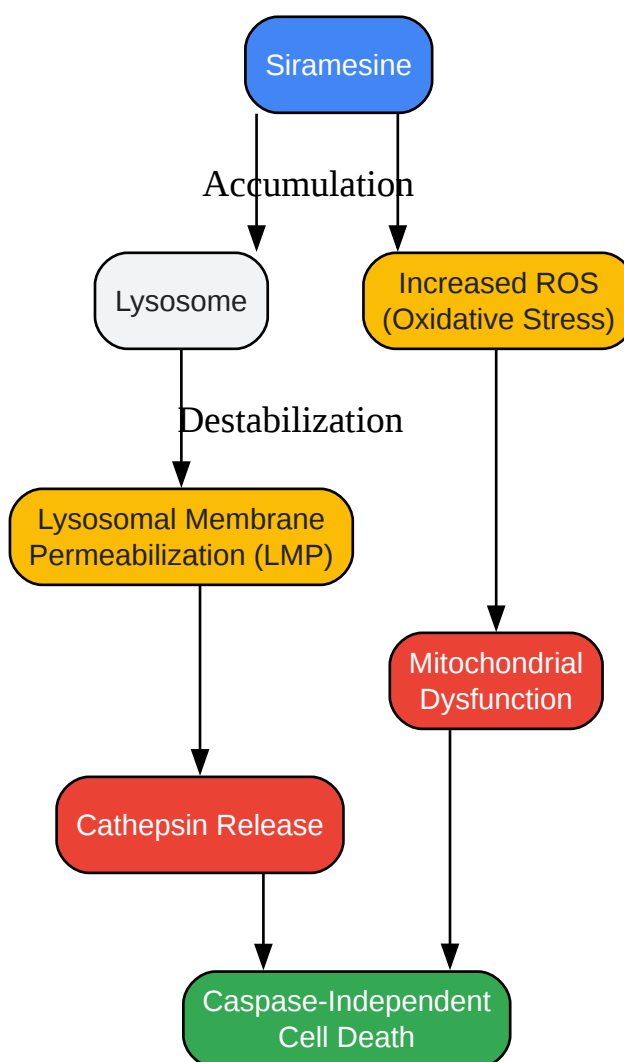 Siramesine
Accumulation
Lysosome
Increased ROS
(Oxidative Stress)
Destabilization
Lysosomal Membrane
Permeabilization (LMP)
Mitochondrial
Dysfunction
Cathepsin Release
Caspase-Independent
Cell Death